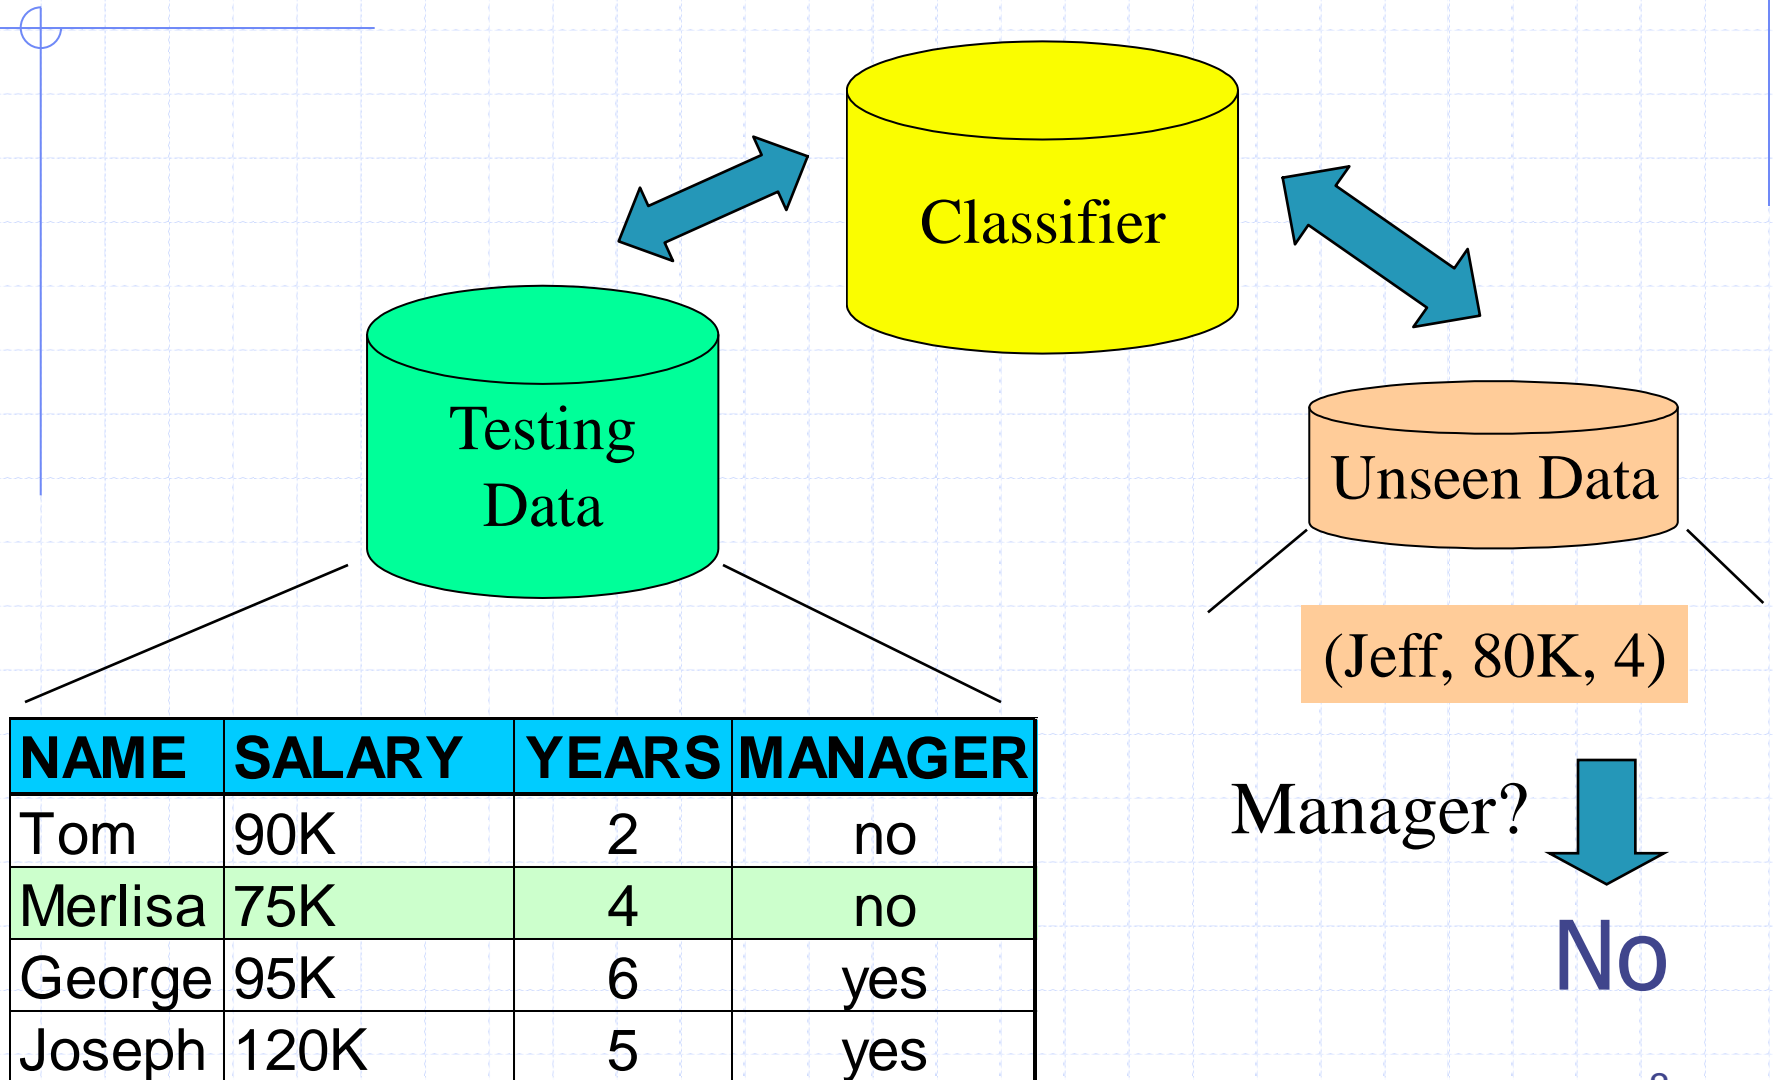 Classifier
Testing
Data
Unseen Data
(Jeff, 80K, 4)
NAME SALARY YEARS MANAGER
Tom 90K 2 no
Merlisa 75K 4 no
George 95K 6 yes
Joseph 120K 5 yes
Manager?
No